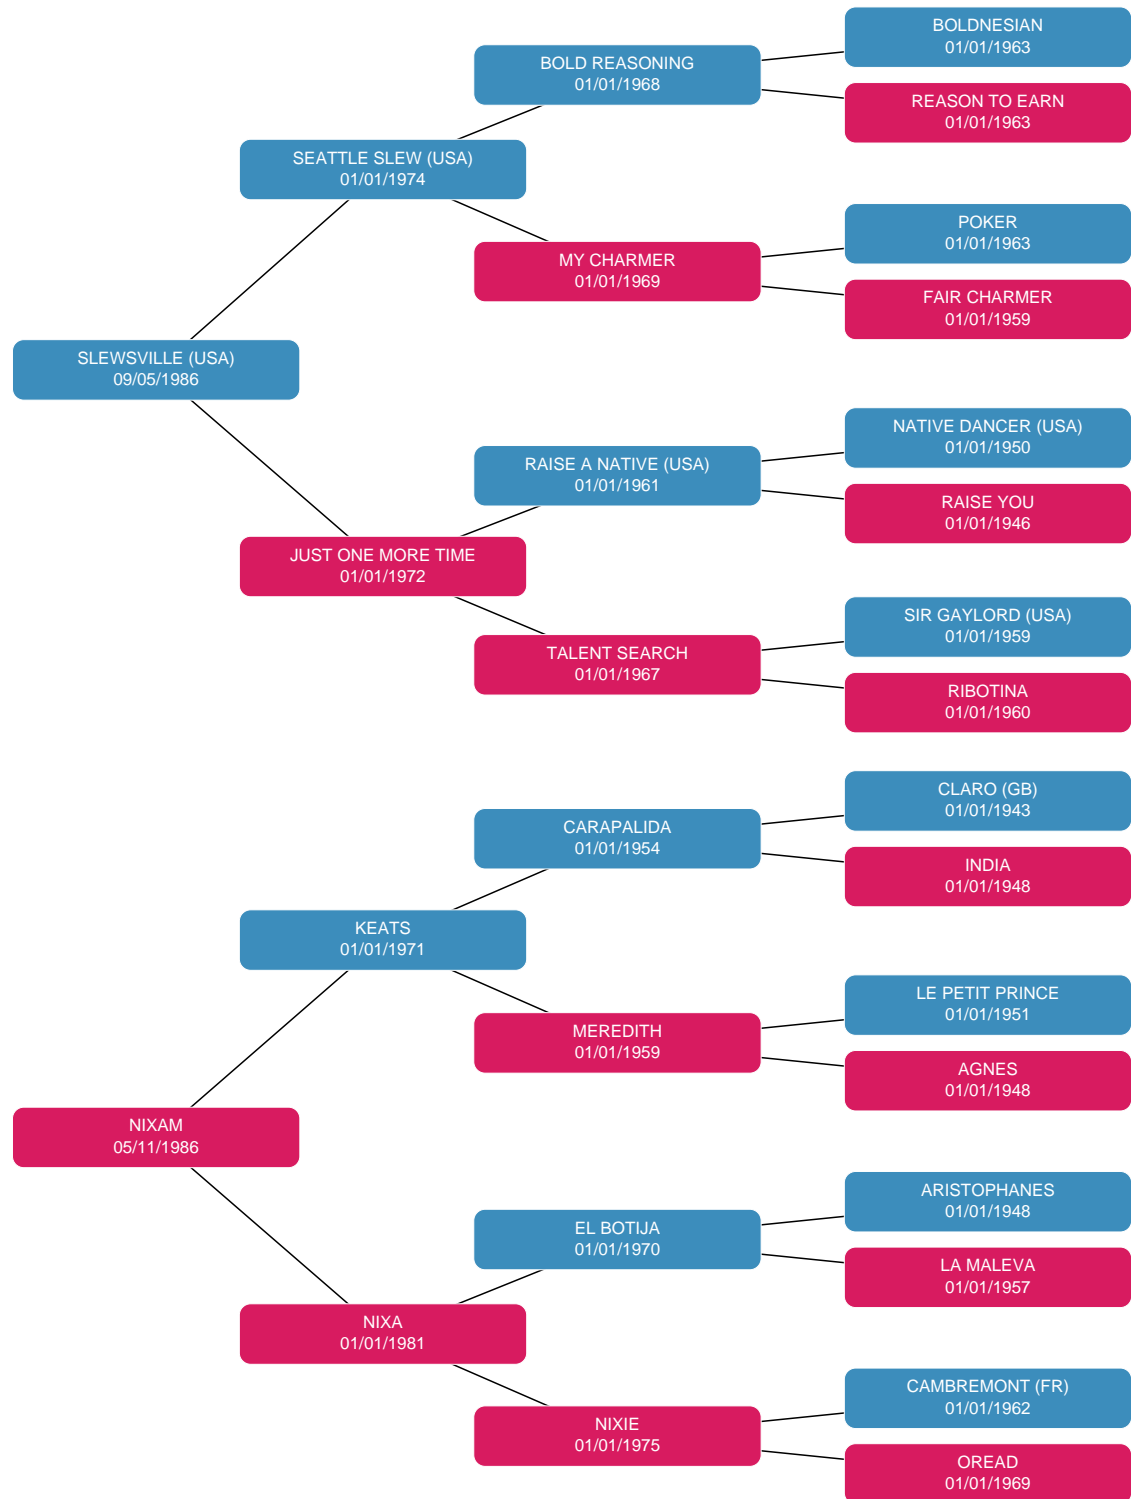 BOLDNESIAN
01/01/1963
BOLD REASONING
01/01/1968
REASON TO EARN
01/01/1963
SEATTLE SLEW (USA)
01/01/1974
POKER
01/01/1963
MY CHARMER
01/01/1969
FAIR CHARMER
01/01/1959
SLEWSVILLE (USA)
09/05/1986
NATIVE DANCER (USA)
01/01/1950
RAISE A NATIVE (USA)
01/01/1961
RAISE YOU
01/01/1946
JUST ONE MORE TIME
01/01/1972
SIR GAYLORD (USA)
01/01/1959
TALENT SEARCH
01/01/1967
RIBOTINA
01/01/1960
CLARO (GB)
01/01/1943
CARAPALIDA
01/01/1954
INDIA
01/01/1948
KEATS
01/01/1971
LE PETIT PRINCE
01/01/1951
MEREDITH
01/01/1959
AGNES
01/01/1948
NIXAM
05/11/1986
ARISTOPHANES
01/01/1948
EL BOTIJA
01/01/1970
LA MALEVA
01/01/1957
NIXA
01/01/1981
CAMBREMONT (FR)
01/01/1962
NIXIE
01/01/1975
OREAD
01/01/1969